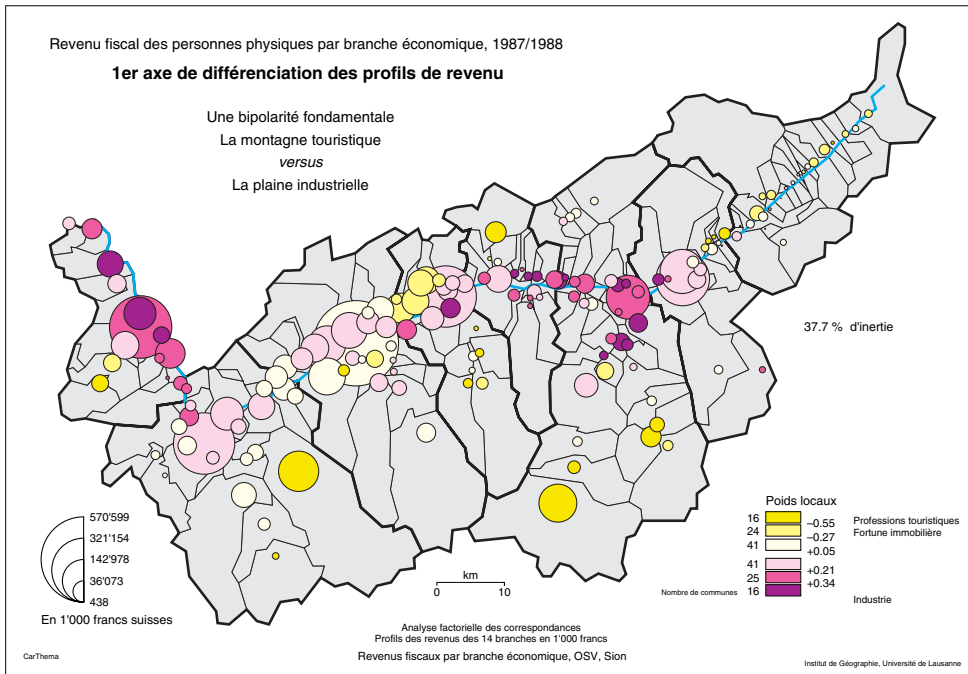 Revenu fiscal des personnes physiques par branche économique, 1987/1988
1er axe de différenciation des profils de revenu
Une bipolarité fondamentale
La montagne touristique
versus
La plaine industrielle
37.7 % d'inertie
570'599
321'154
142'978
36'073
438
En 1'000 francs suisses
km
0 10
Poids locaux
16
24
41
41
25
16
–0.55
–0.27
+0.05
+0.21
+0.34
Professions touristiques
Fortune immobilière
Nombre de communes
Industrie
Analyse factorielle des correspondances
Profils des revenus des 14 branches en 1'000 francs
Revenus fiscaux par branche économique, OSV, Sion
CarThema
Institut de Géographie, Université de Lausanne